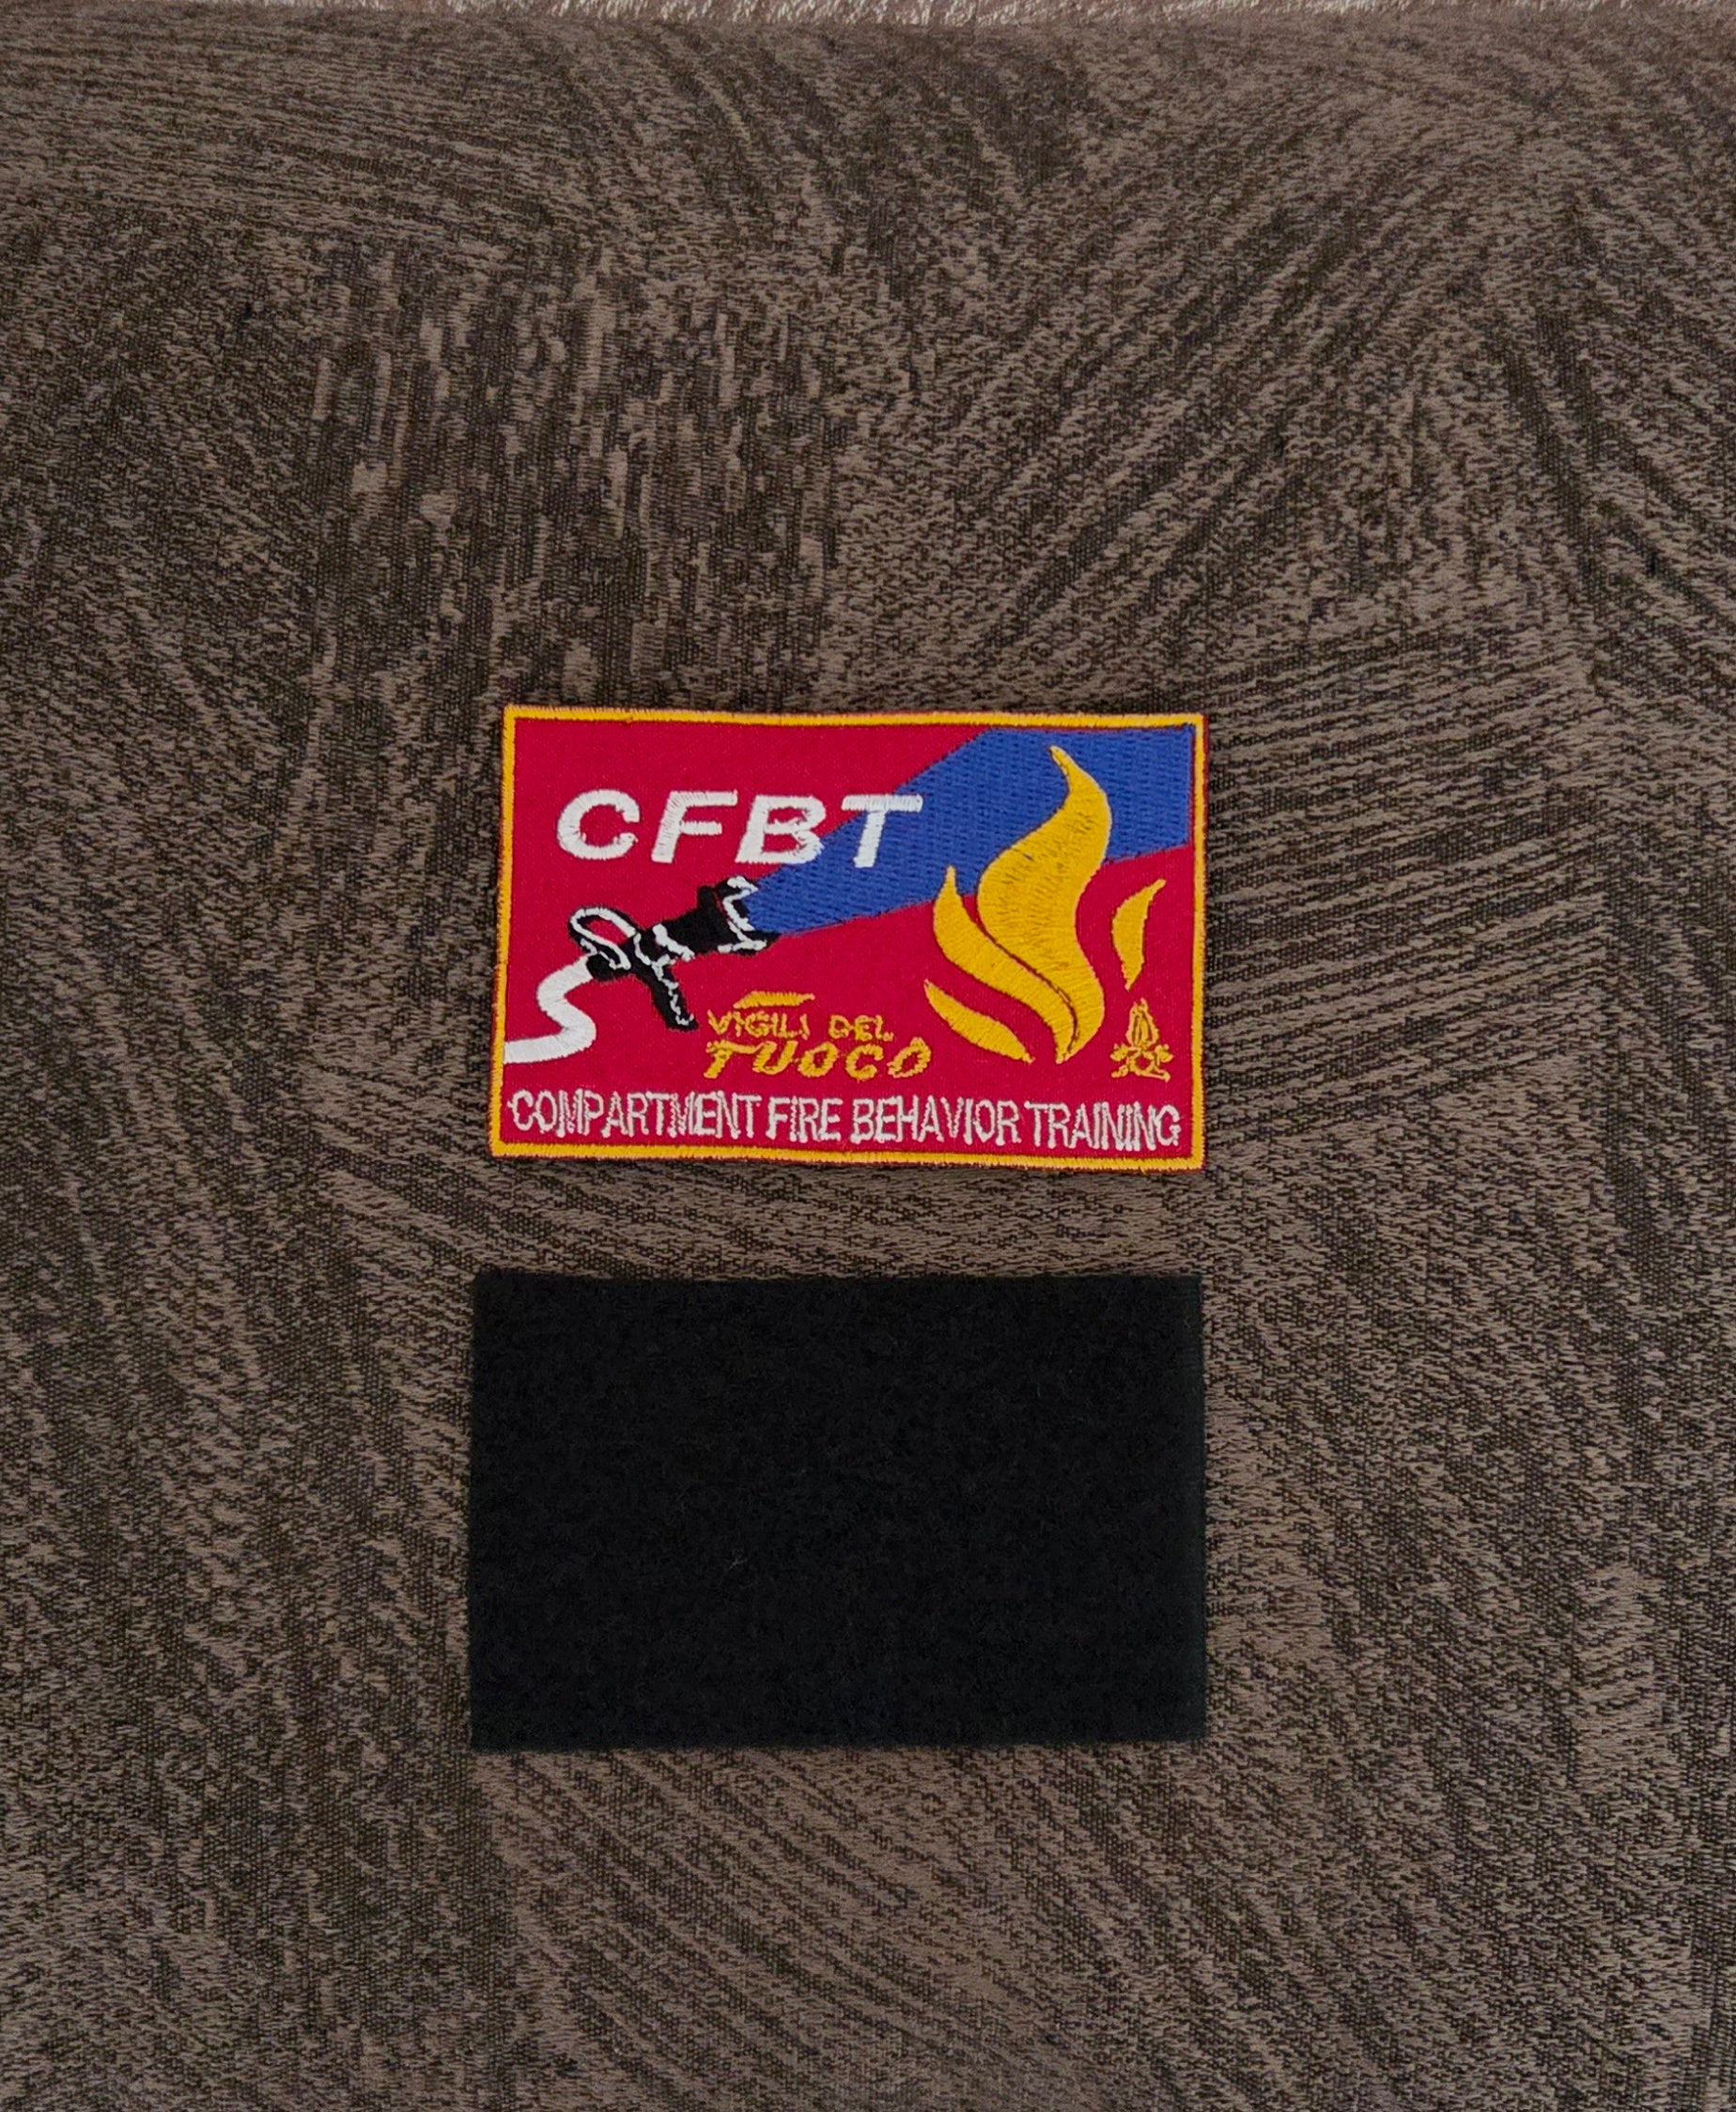 CFBT
VIGILI DEL
FUOCO
COMPARTMENT FIRE BEHAVIOR TRAINING